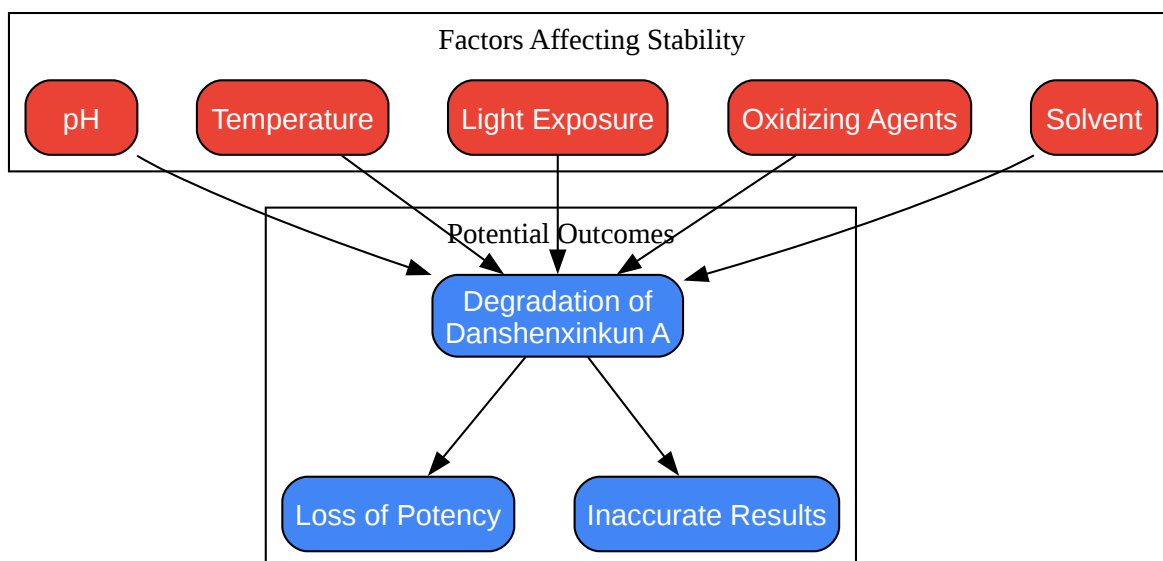 Factors Affecting Stability
pH
Temperature
Light Exposure
Oxidizing Agents
Solvent
Potential Outcomes
Degradation of
Danshenxinkun A
Loss of Potency
Inaccurate Results